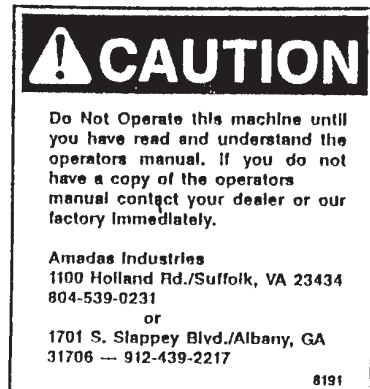 CAUTION
Do Not Operate this machine until
you have read and understand the
operators manual. If you do not
have a copy of the operators
manual contact your dealer or our
factory immediately.
Amadas Industries
1100 Holland Rd./Suffolk, VA 23434
804-539-0231
or
1701 S. Slappey Blvd./Albany, GA
31706 — 912-439-2217
8191